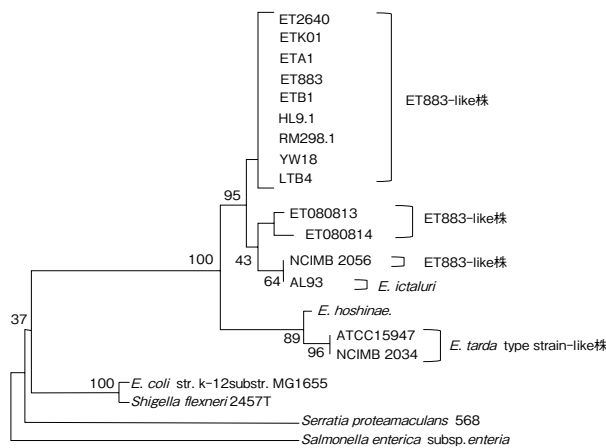 ET2640
ETK01
ETA1
ET883
ETB1
HL9.1
RM298.1
YW18
LTB4
ET883-like株
95
ET080813
ET080814
ET883-like株
100
43
NCIMB 2056
ET883-like株
64
AL93
E. ictaluri
E. hoshinae.
37
89
ATCC15947
96
NCIMB 2034
E. tarda type strain-like株
100
E. coli str. k-12substr. MG1655
Shigella flexneri 2457T
Serratia proteamaculans 568
Salmonella enterica subsp. enteria